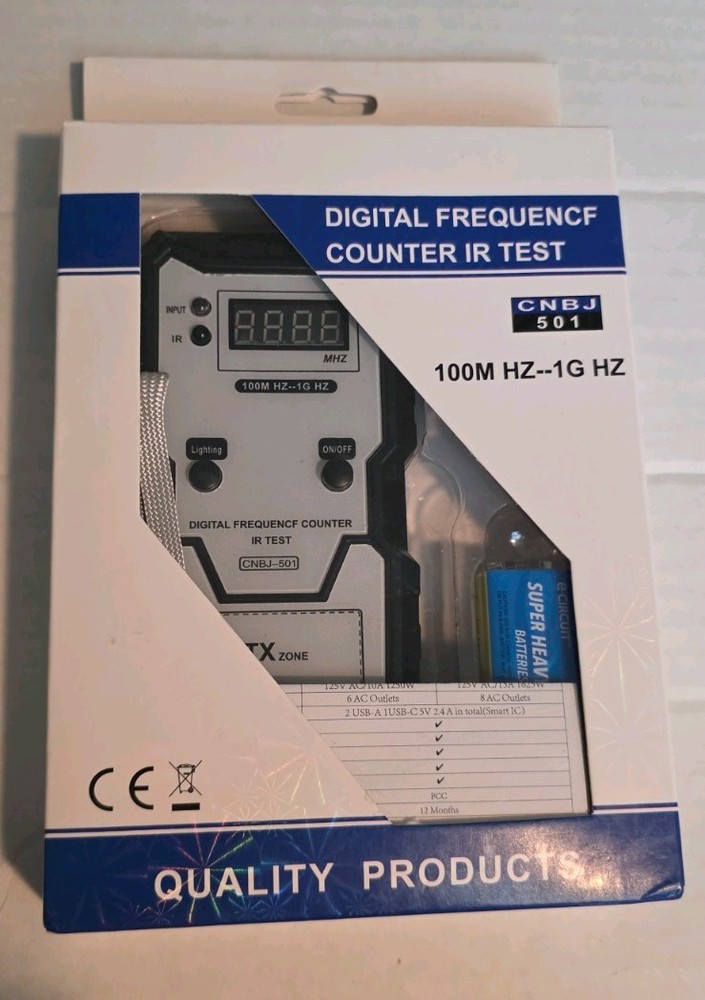 DIGITAL FREQUENCF
COUNTER IR TEST
CNBJ
501
100M HZ--1G HZ
INPUT
IR
8888
MHZ
100M HZ--1G HZ
Lighting
ON/OFF
DIGITAL FREQUENCF COUNTER
IR TEST
CNBJ-501
TX ZONE
e-CIRCUIT
SUPER HEAV
BATTERIES
125V AC/10A 1250W
125V AC/15A 1625W
6 AC Outlets
8 AC Outlets
2 USB-A 1USB-C 5V 2.4 A in total(Smart IC)
✓
✓
✓
✓
✓
FCC
12 Months
CE
QUALITY PRODUCTS